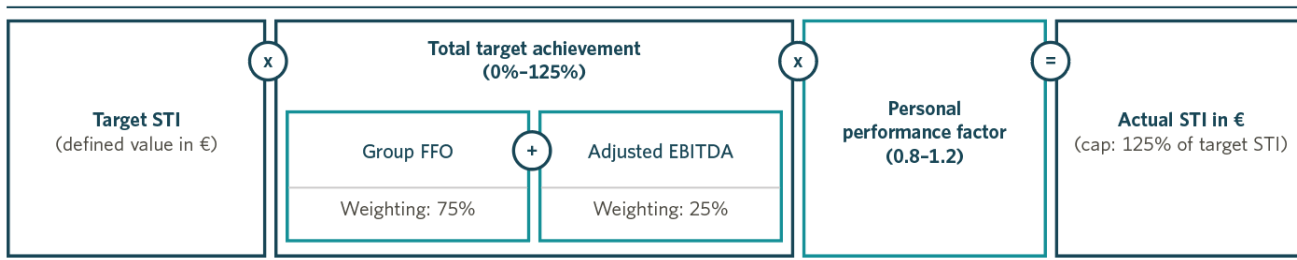 Target STI
(defined value in €)
x
Total target achievement
(0%–125%)
Group FFO
Weighting: 75%
+
Adjusted EBITDA
Weighting: 25%
x
Personal
performance factor
(0.8–1.2)
=
Actual STI in €
(cap: 125% of target STI)